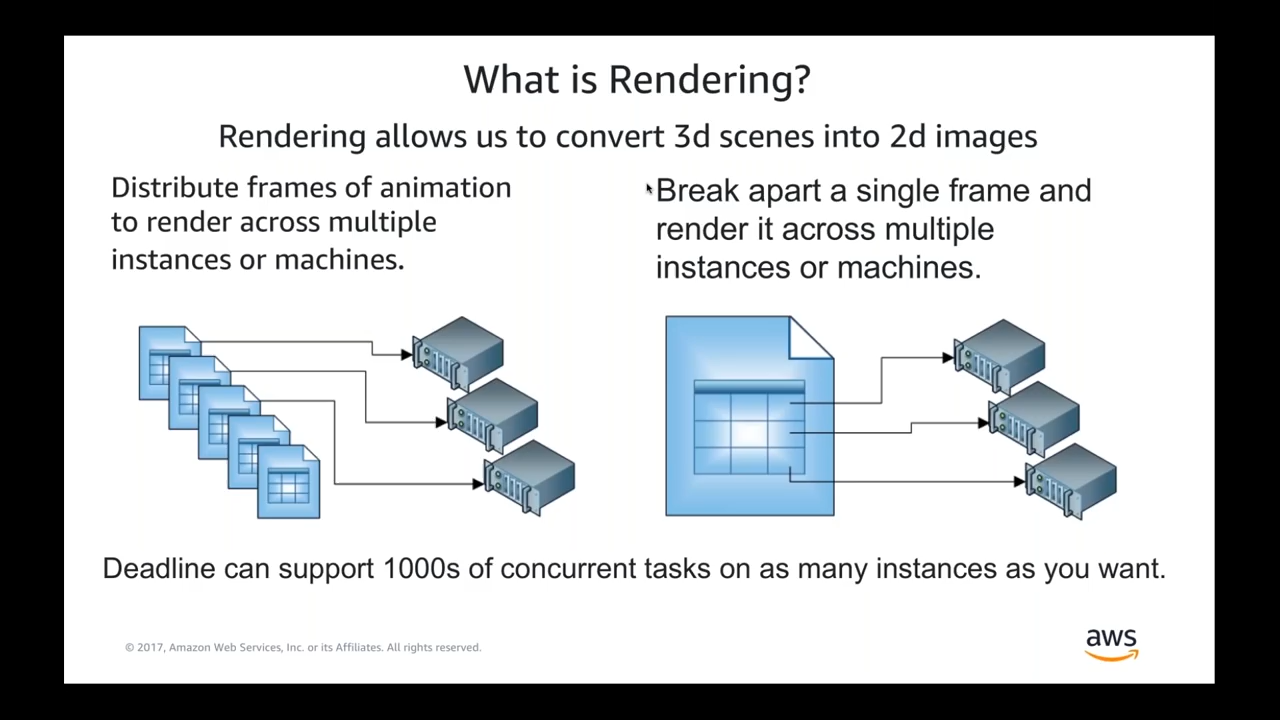 What is Rendering?
Rendering allows us to convert 3d scenes into 2d images
Distribute frames of animation
to render across multiple
instances or machines.
Break apart a single frame and
render it across multiple
instances or machines.
Deadline can support 1000s of concurrent tasks on as many instances as you want.
© 2017, Amazon Web Services, Inc. or its Affiliates. All rights reserved.
aws